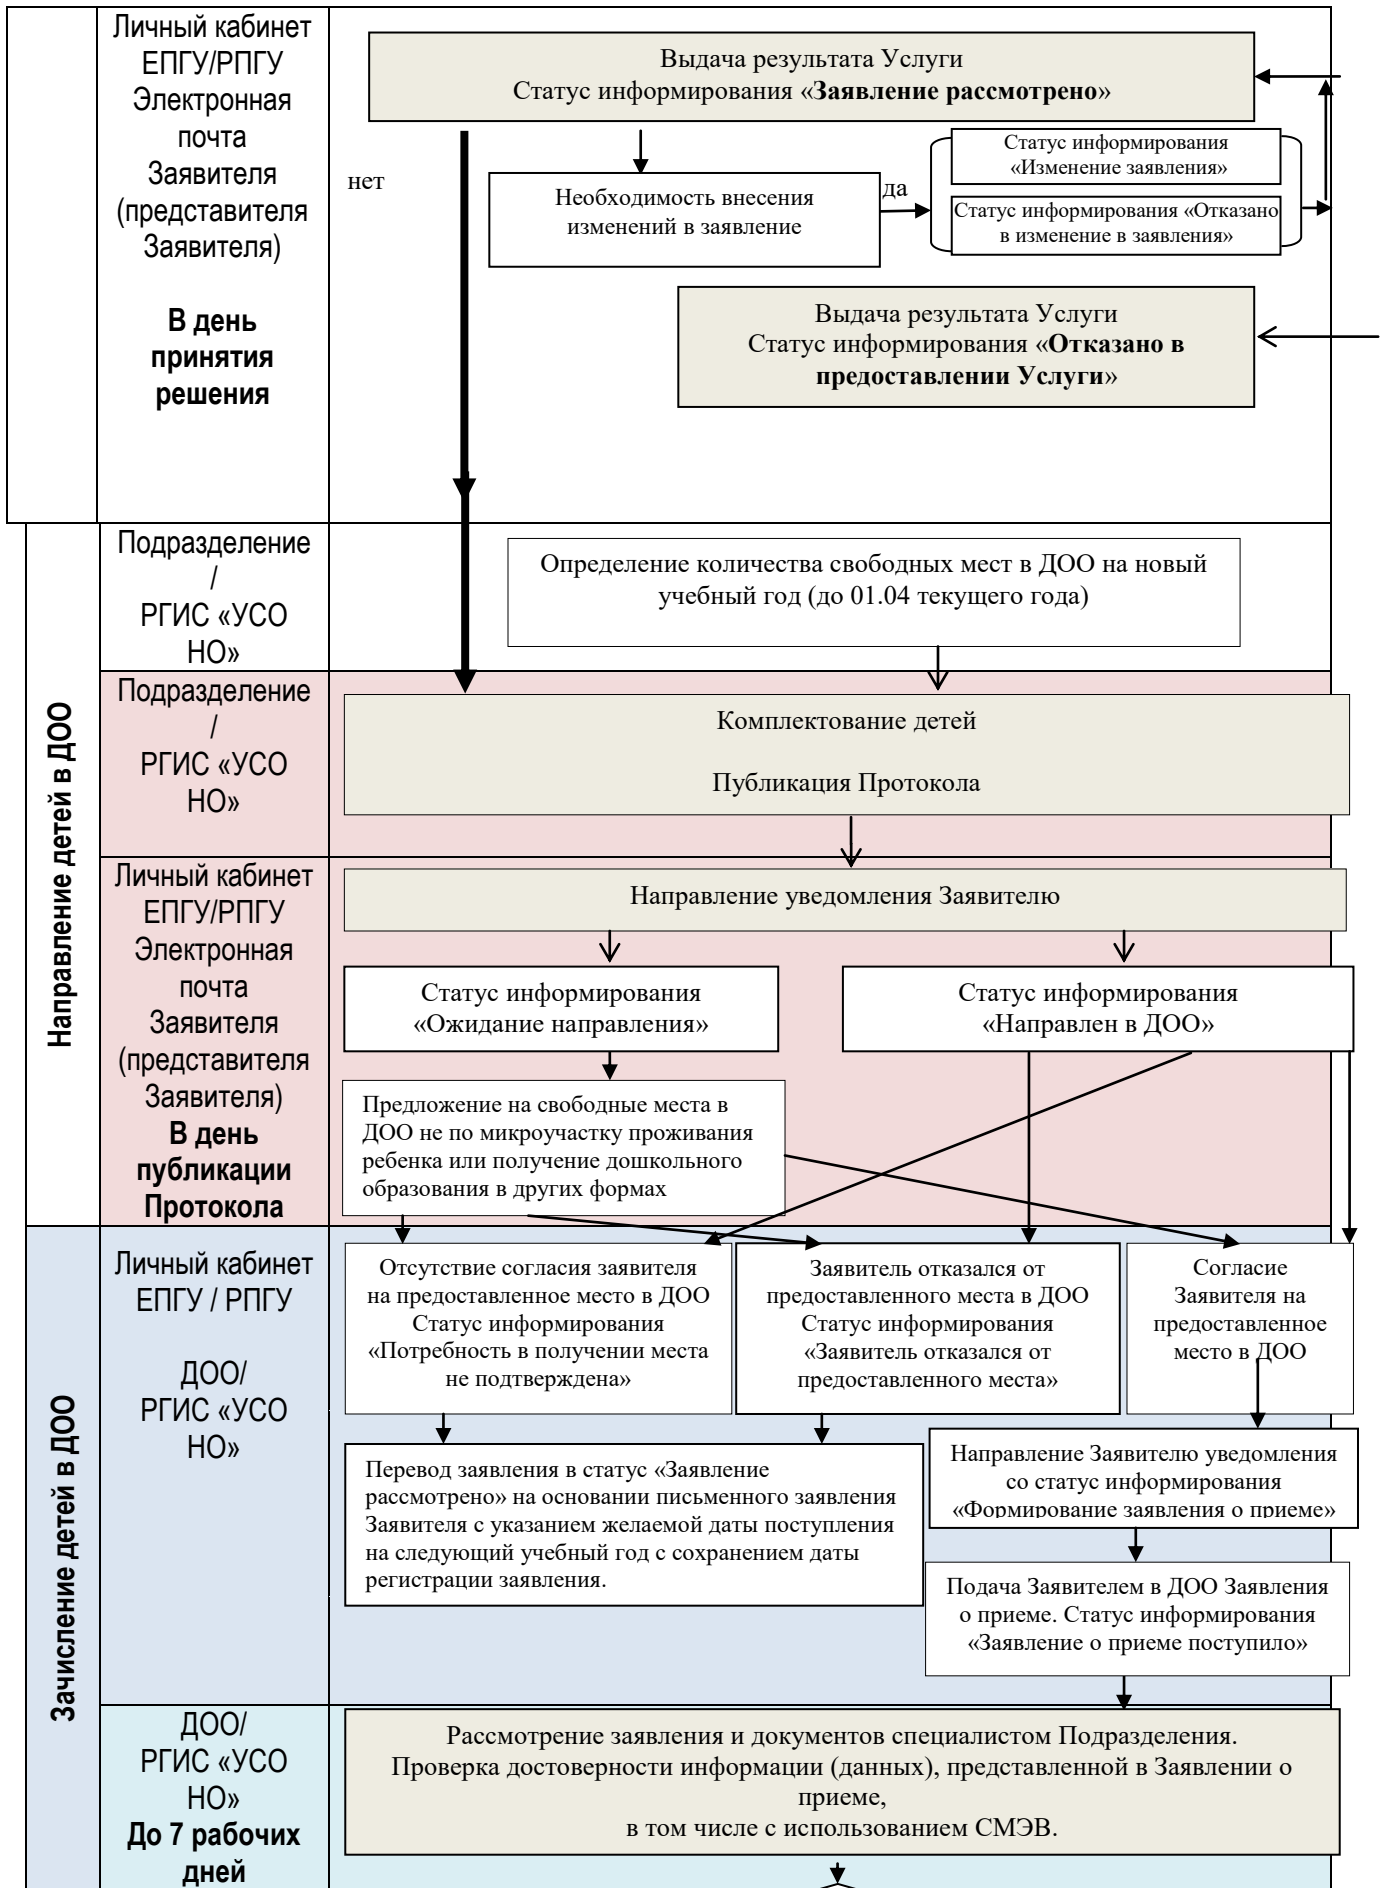 Личный кабинет
ЕПГУ/РПГУ
Электронная
почта
Заявителя
(представителя
Заявителя)
В день
принятия
решения
Выдача результата Услуги
Статус информирования «Заявление рассмотрено»
нет
Необходимость внесения
изменений в заявление
да
Статус информирования
«Изменение заявления»
Статус информирования «Отказано
в изменение в заявления»
Выдача результата Услуги
Статус информирования «Отказано в
предоставлении Услуги»
Направление детей в ДОО
Подразделение
/
РГИС «УСО
НО»
Определение количества свободных мест в ДОО на новый
учебный год (до 01.04 текущего года)
Подразделение
/
РГИС «УСО
НО»
Комплектование детей
Публикация Протокола
Личный кабинет
ЕПГУ/РПГУ
Электронная
почта
Заявителя
(представителя
Заявителя)
В день
публикации
Протокола
Направление уведомления Заявителю
Статус информирования
«Ожидание направления»
Статус информирования
«Направлен в ДОО»
Предложение на свободные места в
ДОО не по микроучастку проживания
ребенка или получение дошкольного
образования в других формах
Зачисление детей в ДОО
Личный кабинет
ЕПГУ / РПГУ
ДОО/
РГИС «УСО
НО»
Отсутствие согласия заявителя
на предоставленное место в ДОО
Статус информирования
«Потребность в получении места
не подтверждена»
Заявитель отказался от
предоставленного места в ДОО
Статус информирования
«Заявитель отказался от
предоставленного места»
Согласие
Заявителя на
предоставленное
место в ДОО
Перевод заявления в статус «Заявление
рассмотрено» на основании письменного заявления
Заявителя с указанием желаемой даты поступления
на следующий учебный год с сохранением даты
регистрации заявления.
Направление Заявителю уведомления
со статус информирования
«Формирование заявления о приеме»
Подача Заявителем в ДОО Заявления
о приеме. Статус информирования
«Заявление о приеме поступило»
ДОО/
РГИС «УСО
НО»
До 7 рабочих
дней
Рассмотрение заявления и документов специалистом Подразделения.
Проверка достоверности информации (данных), представленной в Заявлении о
приеме,
в том числе с использованием СМЭВ.